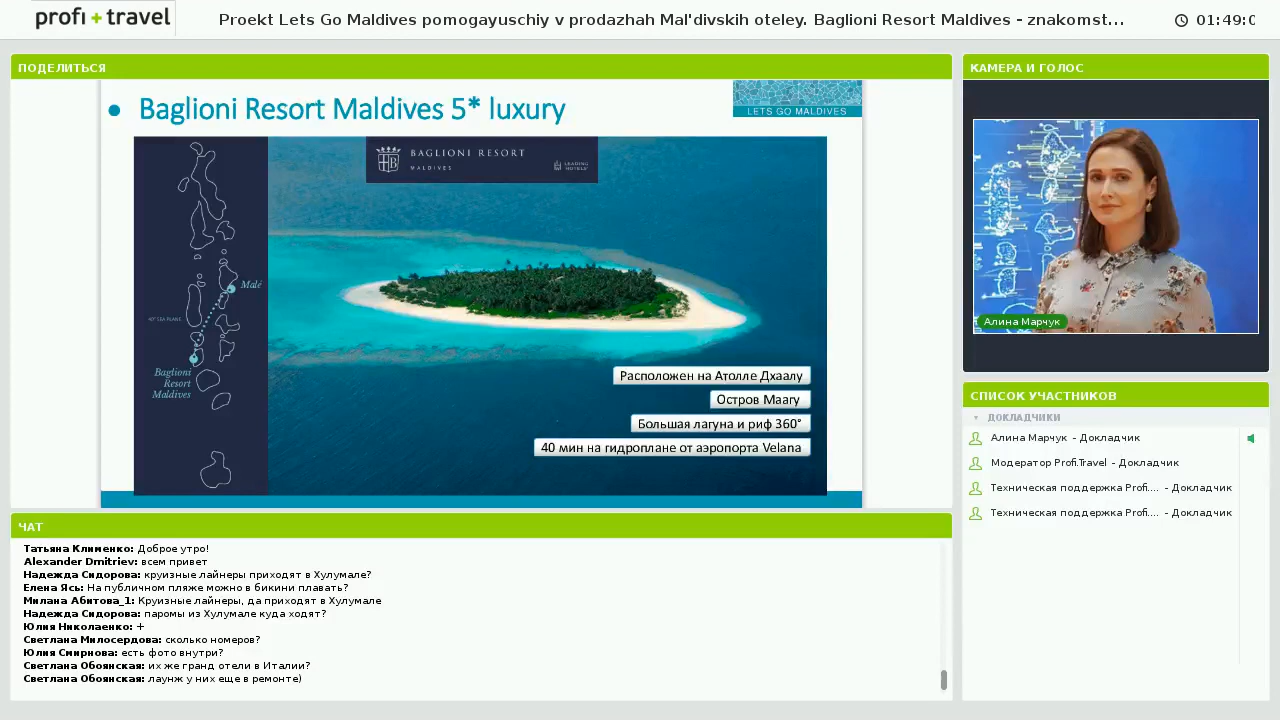 profi + travel
Proekt Lets Go Maldives pomogayuschiy v prodazhah Mal'divskih oteley. Baglioni Resort Maldives - znakomst...
01:49:0
ПОДЕЛИТЬСЯ
• Baglioni Resort Maldives 5* luxury
LETS GO MALDIVES
BAGLIONI RESORT
MALDIVES
LEADING HOTELS
Malé
40' SEA PLANE
Baglioni
Resort
Maldives
Расположен на Атолле Дхаалу
Остров Maary
Большая лагуна и риф 360°
40 мин на гидроплане от аэропорта Velana
КАМЕРА И ГОЛОС
Алина Марчук
СПИСОК УЧАСТНИКОВ
ДОКЛАДЧИКИ
Алина Марчук - Докладчик
Модератор Profi.Travel - Докладчик
Техническая поддержка Profi.... - Докладчик
Техническая поддержка Profi.... - Докладчик
ЧАТ
Татьяна Клименко: Доброе утро!
Alexander Dmitriev: всем привет
Надежда Сидорова: круизные лайнеры приходят в Хулумале?
Елена Ясь: На публичном пляже можно в бикини плавать?
Милана Абитова_1: Круизные лайнеры, да приходят в Хулумале
Надежда Сидорова: паромы из Хулумале куда ходят?
Юлия Николаенко: +
Светлана Милосердова: сколько номеров?
Юлия Смирнова: есть фото внутри?
Светлана Обоянская: их же гранд отели в Италии?
Светлана Обоянская: лаунж у них еще в ремонте)